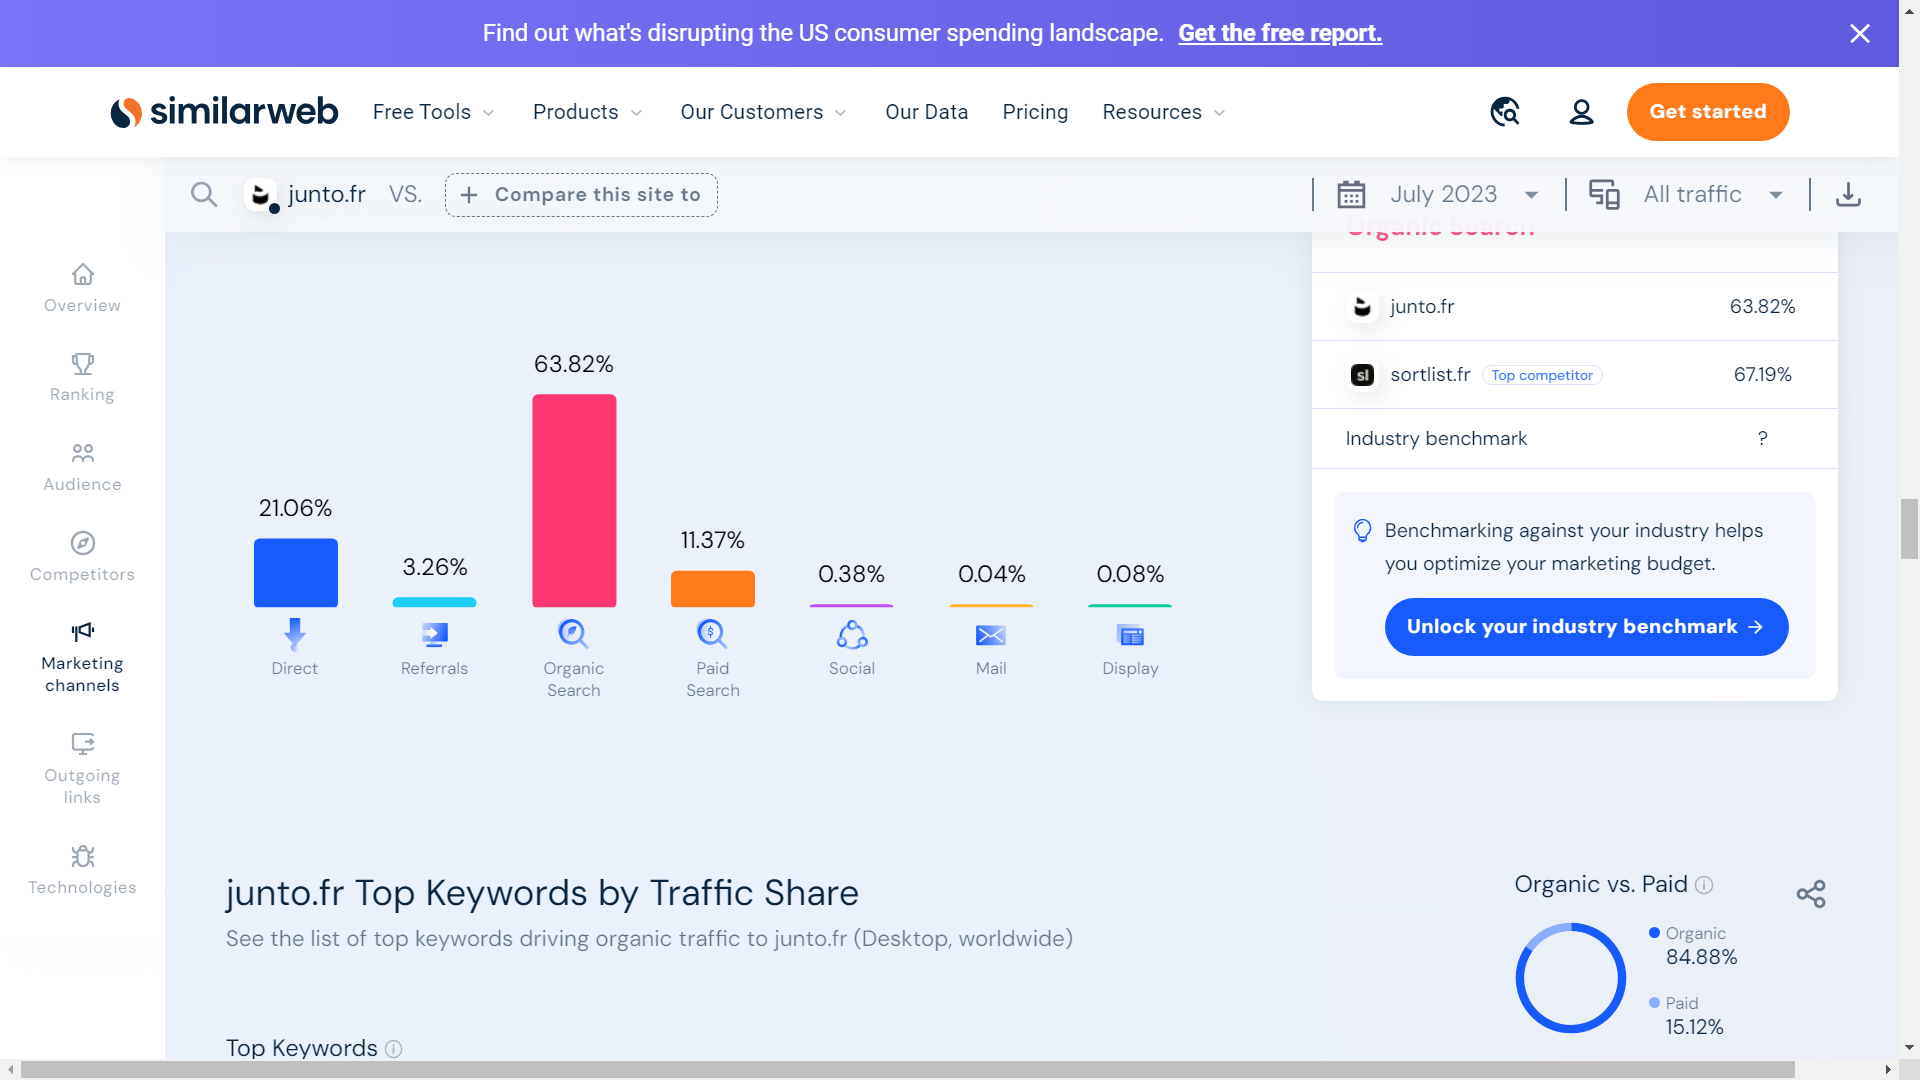 Find out what's disrupting the US consumer spending landscape. Get the free report.
similarweb Free Tools Products Our Customers Our Data Pricing Resources Get started
junto.fr VS. + Compare this site to July 2023 All traffic
Organic Search
Overview
Ranking
Audience
Competitors
Marketing
channels
Outgoing
links
Technologies
63.82%
21.06%
11.37%
3.26%
0.38%
0.04%
0.08%
Direct
Referrals
Organic
Search
Paid
Search
Social
Mail
Display
junto.fr 63.82%
sl sortlist.fr Top competitor 67.19%
Industry benchmark ?
Benchmarking against your industry helps
you optimize your marketing budget.
Unlock your industry benchmark →
junto.fr Top Keywords by Traffic Share
See the list of top keywords driving organic traffic to junto.fr (Desktop, worldwide)
Top Keywords
Organic vs. Paid
Organic
84.88%
Paid
15.12%